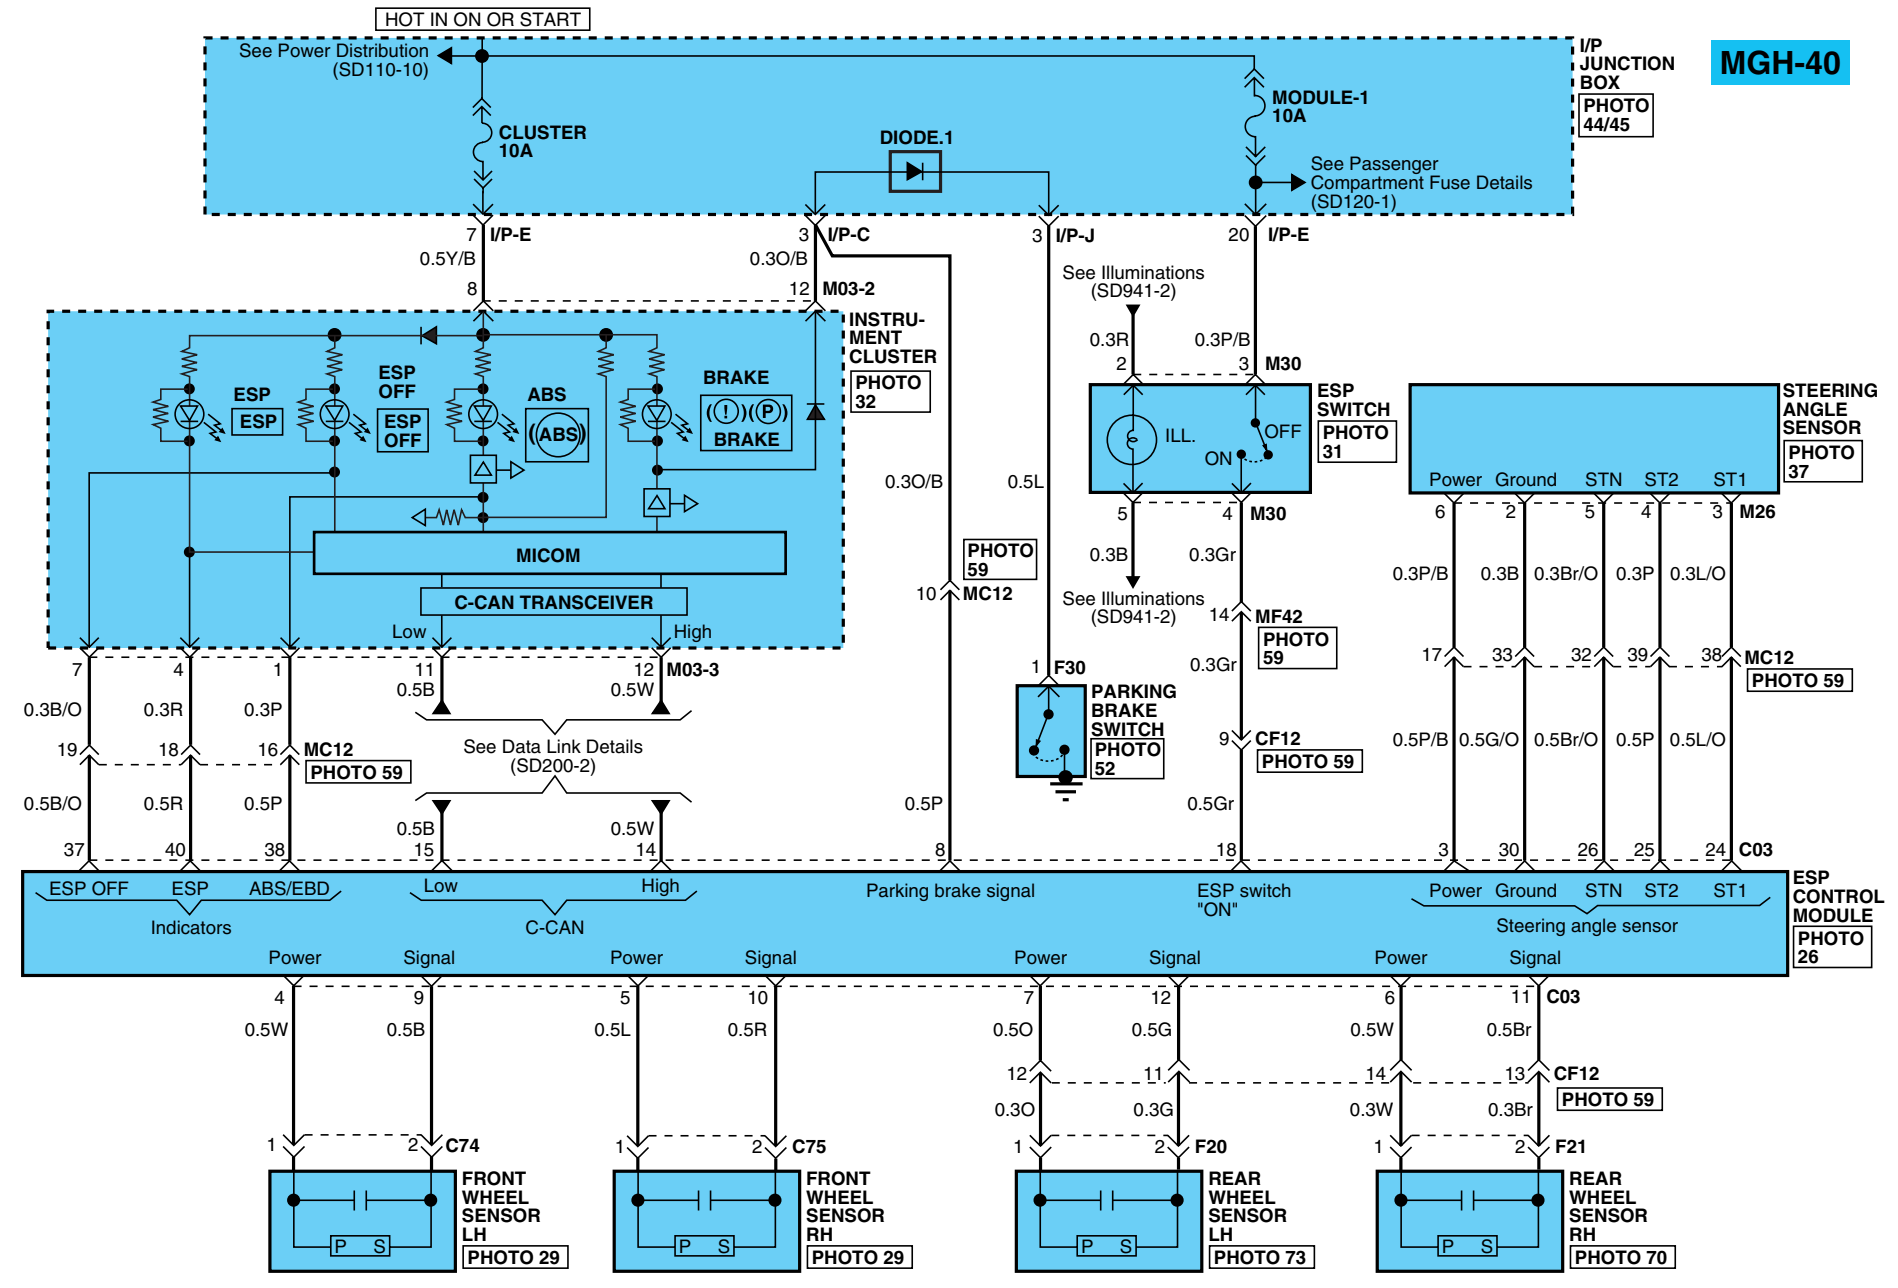 HOT IN ON OR START
MGH-40
See Power Distribution
(SD110-10)
CLUSTER
10A
DIODE.1
MODULE-1
10A
See Passenger
Compartment Fuse Details
(SD120-1)
I/P
JUNCTION
BOX
PHOTO
44/45
7 I/P-E
3 I/P-C
3 I/P-J
20 I/P-E
0.5Y/B
0.3O/B
8
12 M03-2
See Illuminations
(SD941-2)
0.3R
0.3P/B
2
3 M30
INSTRU-
MENT
CLUSTER
PHOTO
32
ESP
ESP
ESP
OFF
ESP
OFF
ABS
(ABS)
BRAKE
(!)(P)
BRAKE
MICOM
C-CAN TRANSCEIVER
Low
High
ILL.
OFF
ON
ESP
SWITCH
PHOTO
31
STEERING
ANGLE
SENSOR
PHOTO
37
Power Ground STN ST2 ST1
6 2 5 4 3 M26
5
4 M30
0.3O/B
0.5L
0.3B
0.3Gr
See Illuminations
(SD941-2)
PHOTO
59
10 MC12
14 MF42
PHOTO
59
0.3Gr
0.3P/B 0.3B 0.3Br/O 0.3P 0.3L/O
17 33 32 39 38 MC12
PHOTO 59
7 4 1 11 12 M03-3
0.3B/O 0.3R 0.3P 0.5B 0.5W
19 18 16 MC12
PHOTO 59
See Data Link Details
(SD200-2)
1 F30
PARKING
BRAKE
SWITCH
PHOTO
52
9 CF12
PHOTO 59
0.5P/B 0.5G/O 0.5Br/O 0.5P 0.5L/O
0.5B/O 0.5R 0.5P 0.5B 0.5W 0.5P 0.5Gr
37 40 38 15 14 8 18 3 30 26 25 24 C03
ESP OFF ESP ABS/EBD
Indicators
Low High
C-CAN
Parking brake signal
ESP switch
"ON"
Power Ground STN ST2 ST1
Steering angle sensor
ESP
CONTROL
MODULE
PHOTO
26
Power Signal Power Signal Power Signal Power Signal
4 9 5 10 7 12 6 11 C03
0.5W 0.5B 0.5L 0.5R 0.5O 0.5G 0.5W 0.5Br
12 11 14 13 CF12
PHOTO 59
0.3O 0.3G 0.3W 0.3Br
1 2 C74
1 2 C75
1 2 F20
1 2 F21
P S
FRONT
WHEEL
SENSOR
LH
PHOTO 29
P S
FRONT
WHEEL
SENSOR
RH
PHOTO 29
P S
REAR
WHEEL
SENSOR
LH
PHOTO 73
P S
REAR
WHEEL
SENSOR
RH
PHOTO 70